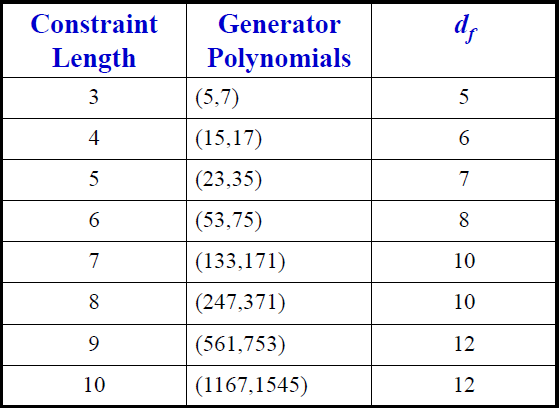 Constraint Length Generator Polynomials df
3 (5,7) 5
4 (15,17) 6
5 (23,35) 7
6 (53,75) 8
7 (133,171) 10
8 (247,371) 10
9 (561,753) 12
10 (1167,1545) 12